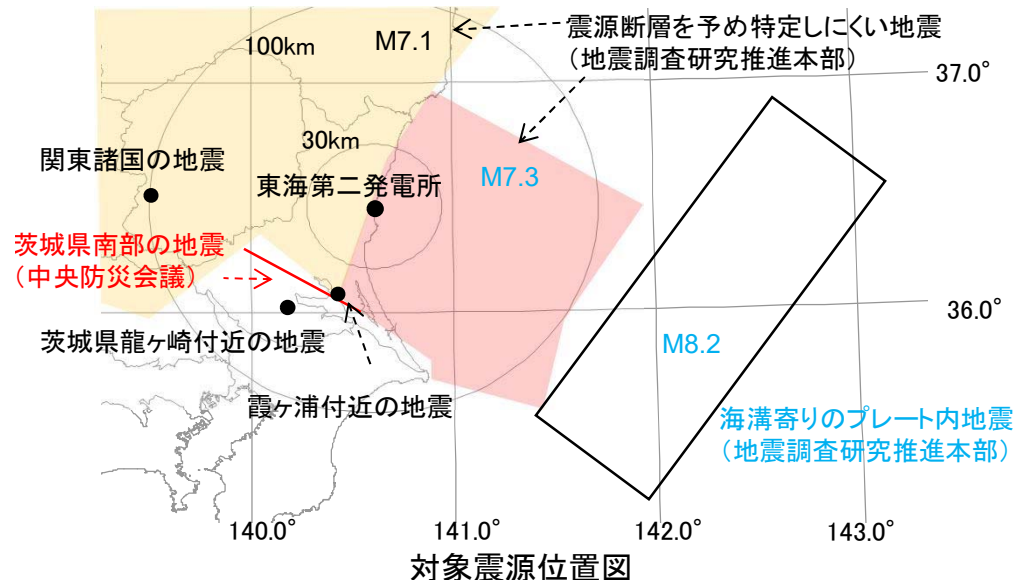 M7.1
震源断層を予め特定しにくい地震
（地震調査研究推進本部）
100km
37.0°
30km
関東諸国の地震
東海第二発電所
M7.3
茨城県南部の地震
（中央防災会議）
36.0°
茨城県龍ヶ崎付近の地震
M8.2
霞ヶ浦付近の地震
海溝寄りのプレート内地震
（地震調査研究推進本部）
140.0°
141.0°
142.0°
143.0°
対象震源位置図